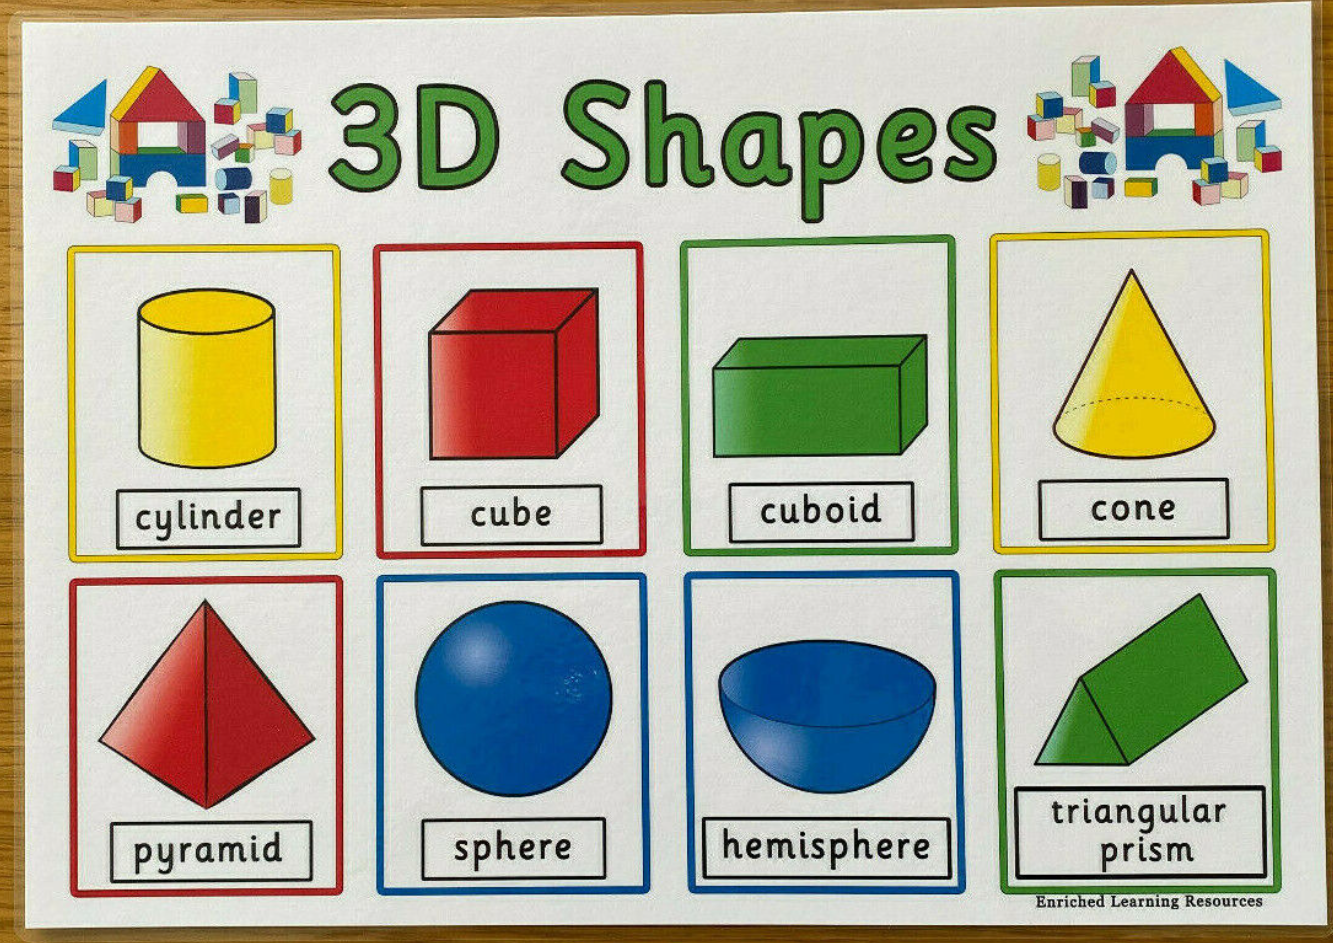 3D Shapes
cylinder
cube
cuboid
cone
pyramid
sphere
hemisphere
triangular
prism
Enriched Learning Resources